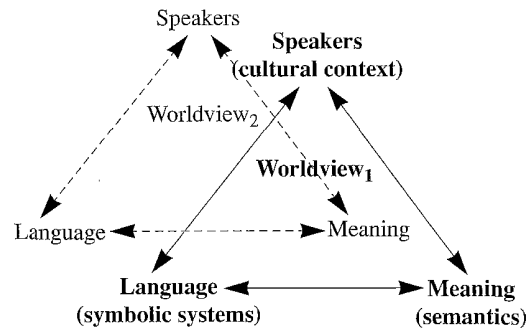 Speakers
Speakers
(cultural context)
Worldview₂
Worldview₁
Language
Meaning
Language
(symbolic systems)
Meaning
(semantics)